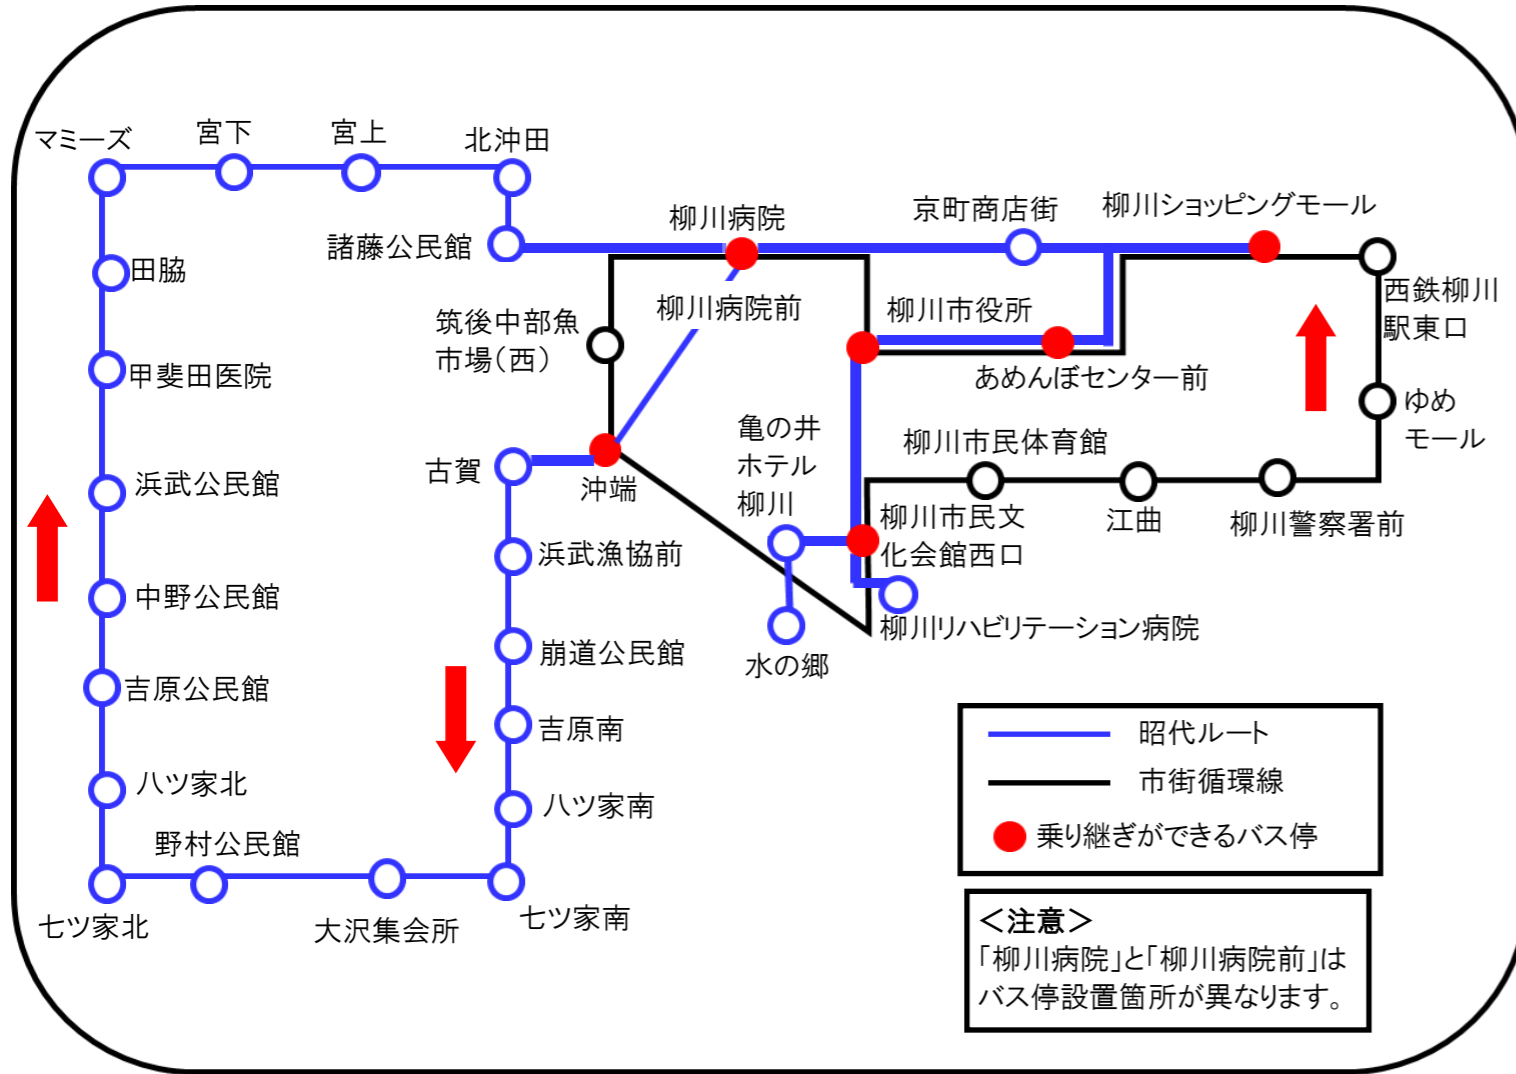 マミーズ
宮下
宮上
北沖田
諸藤公民館
柳川病院
京町商店街
柳川ショッピングモール
田脇
柳川病院前
筑後中部魚
市場（西）
柳川市役所
西鉄柳川
駅東口
甲斐田医院
あめんぼセンター前
亀の井
ホテル
柳川
柳川市民体育館
ゆめ
モール
古賀
沖端
浜武公民館
柳川市民文
化会館西口
江曲
柳川警察署前
浜武漁協前
中野公民館
柳川リハビリテーション病院
水の郷
崩道公民館
吉原公民館
吉原南
八ツ家北
八ツ家南
野村公民館
七ツ家北
大沢集会所
七ツ家南
昭代ルート
市街循環線
乗り継ぎができるバス停
＜注意＞
「柳川病院」と「柳川病院前」は
バス停設置箇所が異なります。